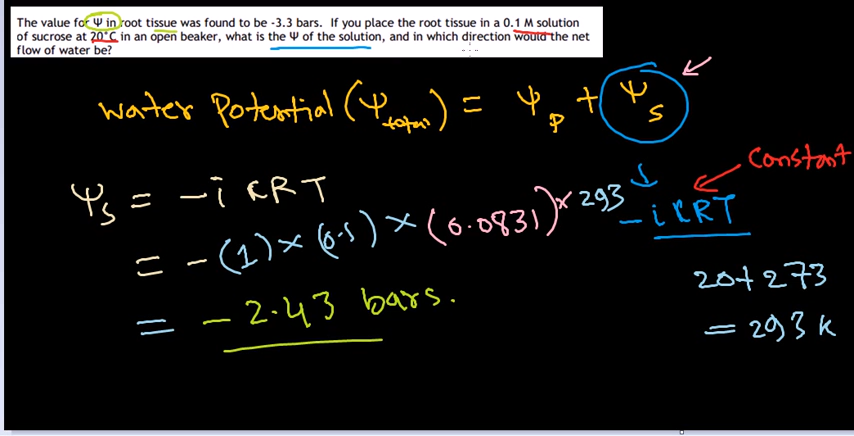 The value for Ψ in root tissue was found to be -3.3 bars. If you place the root tissue in a 0.1 M solution
of sucrose at 20°C in an open beaker, what is the Ψ of the solution, and in which direction would the net
flow of water be?
Water Potential (Ψtotal) = Ψp + Ψs
Constant
Ψs = -iCRT
-iCRT
= -(1) × (0.1) × (0.0831) × 293
20+273
= -2.43 bars.
= 293 K